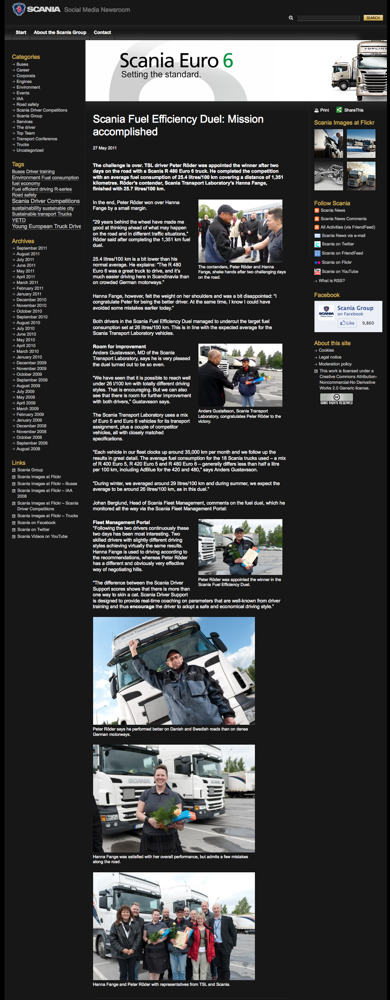 SCANIA Social Media Newsroom
SEARCH
Start About the Scania Group Contact
Categories
Buses
Career
Corporate
Engines
Environment
Events
IAA
Road safety
Scania Driver Competitions
Scania Group
Services
The driver
Top Team
Transport Conference
Trucks
Uncategorized
Tags
Buses Driver training
Environment Fuel consumption
fuel economy
Fuel efficient driving R-series
Road safety
Scania Driver Competitions
sustainability sustainable city
Sustainable transport Trucks
YETD
Young European Truck Drive
Archives
September 2011
August 2011
July 2011
June 2011
May 2011
April 2011
March 2011
February 2011
January 2011
December 2010
November 2010
October 2010
September 2010
August 2010
July 2010
June 2010
May 2010
April 2010
March 2010
January 2010
December 2009
November 2009
October 2009
September 2009
August 2009
July 2009
May 2009
April 2009
March 2009
February 2009
January 2009
December 2008
November 2008
October 2008
September 2008
August 2008
Links
Scania Group
Scania Images at Flickr
Scania Images at Flickr – Buses
Scania Images at Flickr – IAA
2008
Scania Images at Flickr – Scania
Driver Competitions
Scania Images at Flickr – Trucks
Scania on Facebook
Scania on Twitter
Scania Videos on YouTube
Scania Euro 6
Setting the standard.
TOPLINE
Scania Fuel Efficiency Duel: Mission
accomplished
27 May 2011
The challenge is over. TSL driver Peter Röder was appointed the winner after two
days on the road with a Scania R 480 Euro 6 truck. He completed the competition
with an average fuel consumption of 25.4 litres/100 km covering a distance of 1,351
kilometres. Röder's contender, Scania Transport Laboratory's Hanna Fange,
finished with 25.7 litres/100 km.
In the end, Peter Röder won over Hanna
Fange by a small margin.
“29 years behind the wheel have made me
good at thinking ahead of what may happen
on the road and in different traffic situations,”
Röder said after completing the 1,351 km fuel
duel.
25.4 litres/100 km is a bit lower than his
normal average. He explains: “The R 480
Euro 6 was a great truck to drive, and it's
much easier driving here in Scandinavia than
on crowded German motorways.”
The contenders, Peter Röder and Hanna
Fange, shake hands after two challenging days
on the road.
Hanna Fange, however, felt the weight on her shoulders and was a bit disappointed: “I
congratulate Peter for being the better driver. At the same time, I know I could have
avoided some mistakes earlier today.”
Both drivers in the Scania Fuel Efficiency Duel managed to undercut the target fuel
consumption set at 26 litres/100 km. This is in line with the expected average for the
Scania Transport Laboratory vehicles.
Room for Improvement
Anders Gustavsson, MD of the Scania
Transport Laboratory, says he is very pleased
the duel turned out to be so even.
“We have seen that it is possible to reach well
under 26 l/100 km with totally different driving
styles. That is encouraging. But we can also
see that there is room for further improvement
with both drivers,” Gustavsson says.
Anders Gustafsson, Scania Transport
Laboratory, congratulates Peter Röder to the
victory.
The Scania Transport Laboratory uses a mix
of Euro 5 and Euro 6 vehicles for its transport
assignment, plus a couple of competitor
vehicles, all with closely matched
specifications.
“Each vehicle in our fleet clocks up around 35,000 km per month and we follow up the
results in great detail. The average fuel consumption for the 18 Scania trucks used – a mix
of R 400 Euro 5, R 420 Euro 5 and R 480 Euro 6 – generally differs less than half a litre
per 100 km, including AdBlue for the 420 and 480,” says Anders Gustavsson.
“During winter, we averaged around 29 litres/100 km and during summer, we expect the
average to be around 26 litres/100 km, as in this duel.”
Johan Berglund, Head of Scania Fleet Management, comments on the fuel duel, which he
monitored all the way via the Scania Fleet Management Portal:
Fleet Management Portal
“Following the two drivers continuously these
two days has been most interesting. Two
skilled drivers with slightly different driving
styles achieving virtually the same results.
Hanna Fange is used to driving according to
the recommendations, whereas Peter Röder
has a different and obviously very effective
way of negotiating hills.
Peter Röder was appointed the winner in the
Scania Fuel Efficiency Duel.
“The difference between the Scania Driver
Support scores shows that there is more than
one way to skin a cat. Scania Driver Support
is designed to provide real-time coaching on parameters that are well-known from driver
training and thus encourage the driver to adopt a safe and economical driving style.”
Scania Transportlaboratorium A
Peter Röder says he performed better on Danish and Swedish roads than on dense
German motorways.
SCANIA
SCANIA
Hanna Fange was satisfied with her overall performance, but admits a few mistakes
along the road.
Hanna Fange and Peter Röder with representatives from TSL and Scania.
Print ShareThis
Scania Images at Flickr
Follow Scania
Scania News
Scania News Comments
All Activities (via FriendFeed)
Scania News via e-mail
Scania on Twitter
Scania on FriendFeed
Scania on Flickr
You Tube Scania on YouTube
What is RSS?
Facebook
SCANIA
Scania Group
Scania Group
on Facebook
Like 9,860
About this site
Cookies
Legal notice
Moderation policy
This work is licensed under a
Creative Commons Attribution-
Noncommercial-No Derivative
Works 2.0 Generic license.
cc
SOME RIGHTS RESERVED